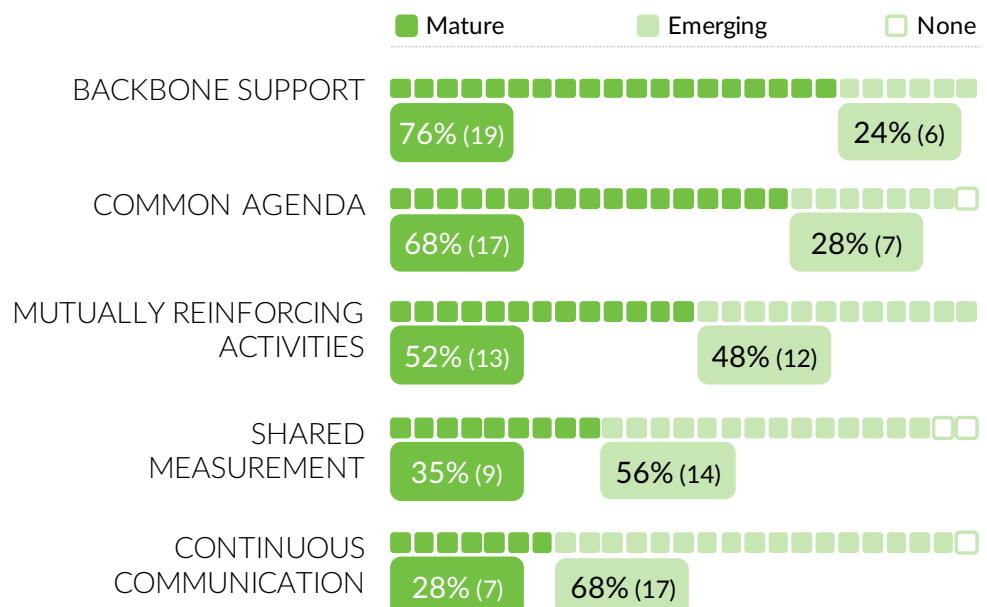 Mature Emerging None
BACKBONE SUPPORT
76% (19) 24% (6)
COMMON AGENDA
68% (17) 28% (7)
MUTUALLY REINFORCING
ACTIVITIES
52% (13) 48% (12)
SHARED
MEASUREMENT
35% (9) 56% (14)
CONTINUOUS
COMMUNICATION
28% (7) 68% (17)